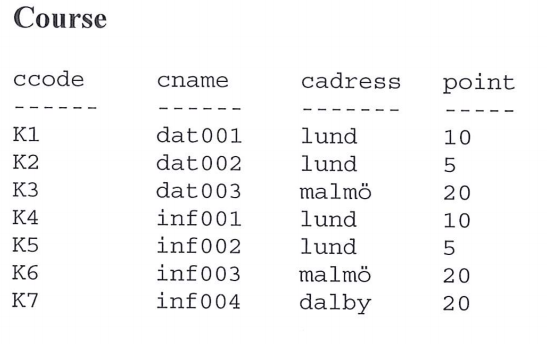 Course
ccode cname cadress point
------ ------ ------- -----
K1 dat001 lund 10
K2 dat002 lund 5
K3 dat003 malmö 20
K4 inf001 lund 10
K5 inf002 lund 5
K6 inf003 malmö 20
K7 inf004 dalby 20